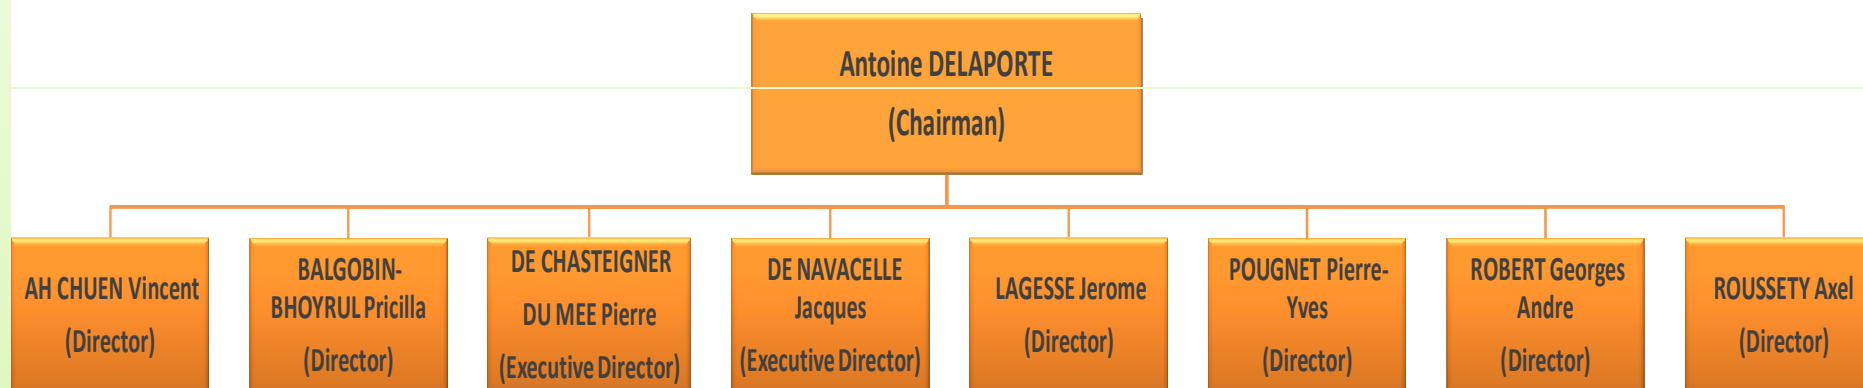 Antoine DELAPORTE
(Chairman)
AH CHUEN Vincent
(Director)
BALGOBIN-
BHOYRUL Pricilla
(Director)
DE CHASTEIGNER
DU MEE Pierre
(Executive Director)
DE NAVACELLE
Jacques
(Executive Director)
LAGESSE Jerome
(Director)
POUGNET Pierre-
Yves
(Director)
ROBERT Georges
Andre
(Director)
ROUSSETY Axel
(Director)